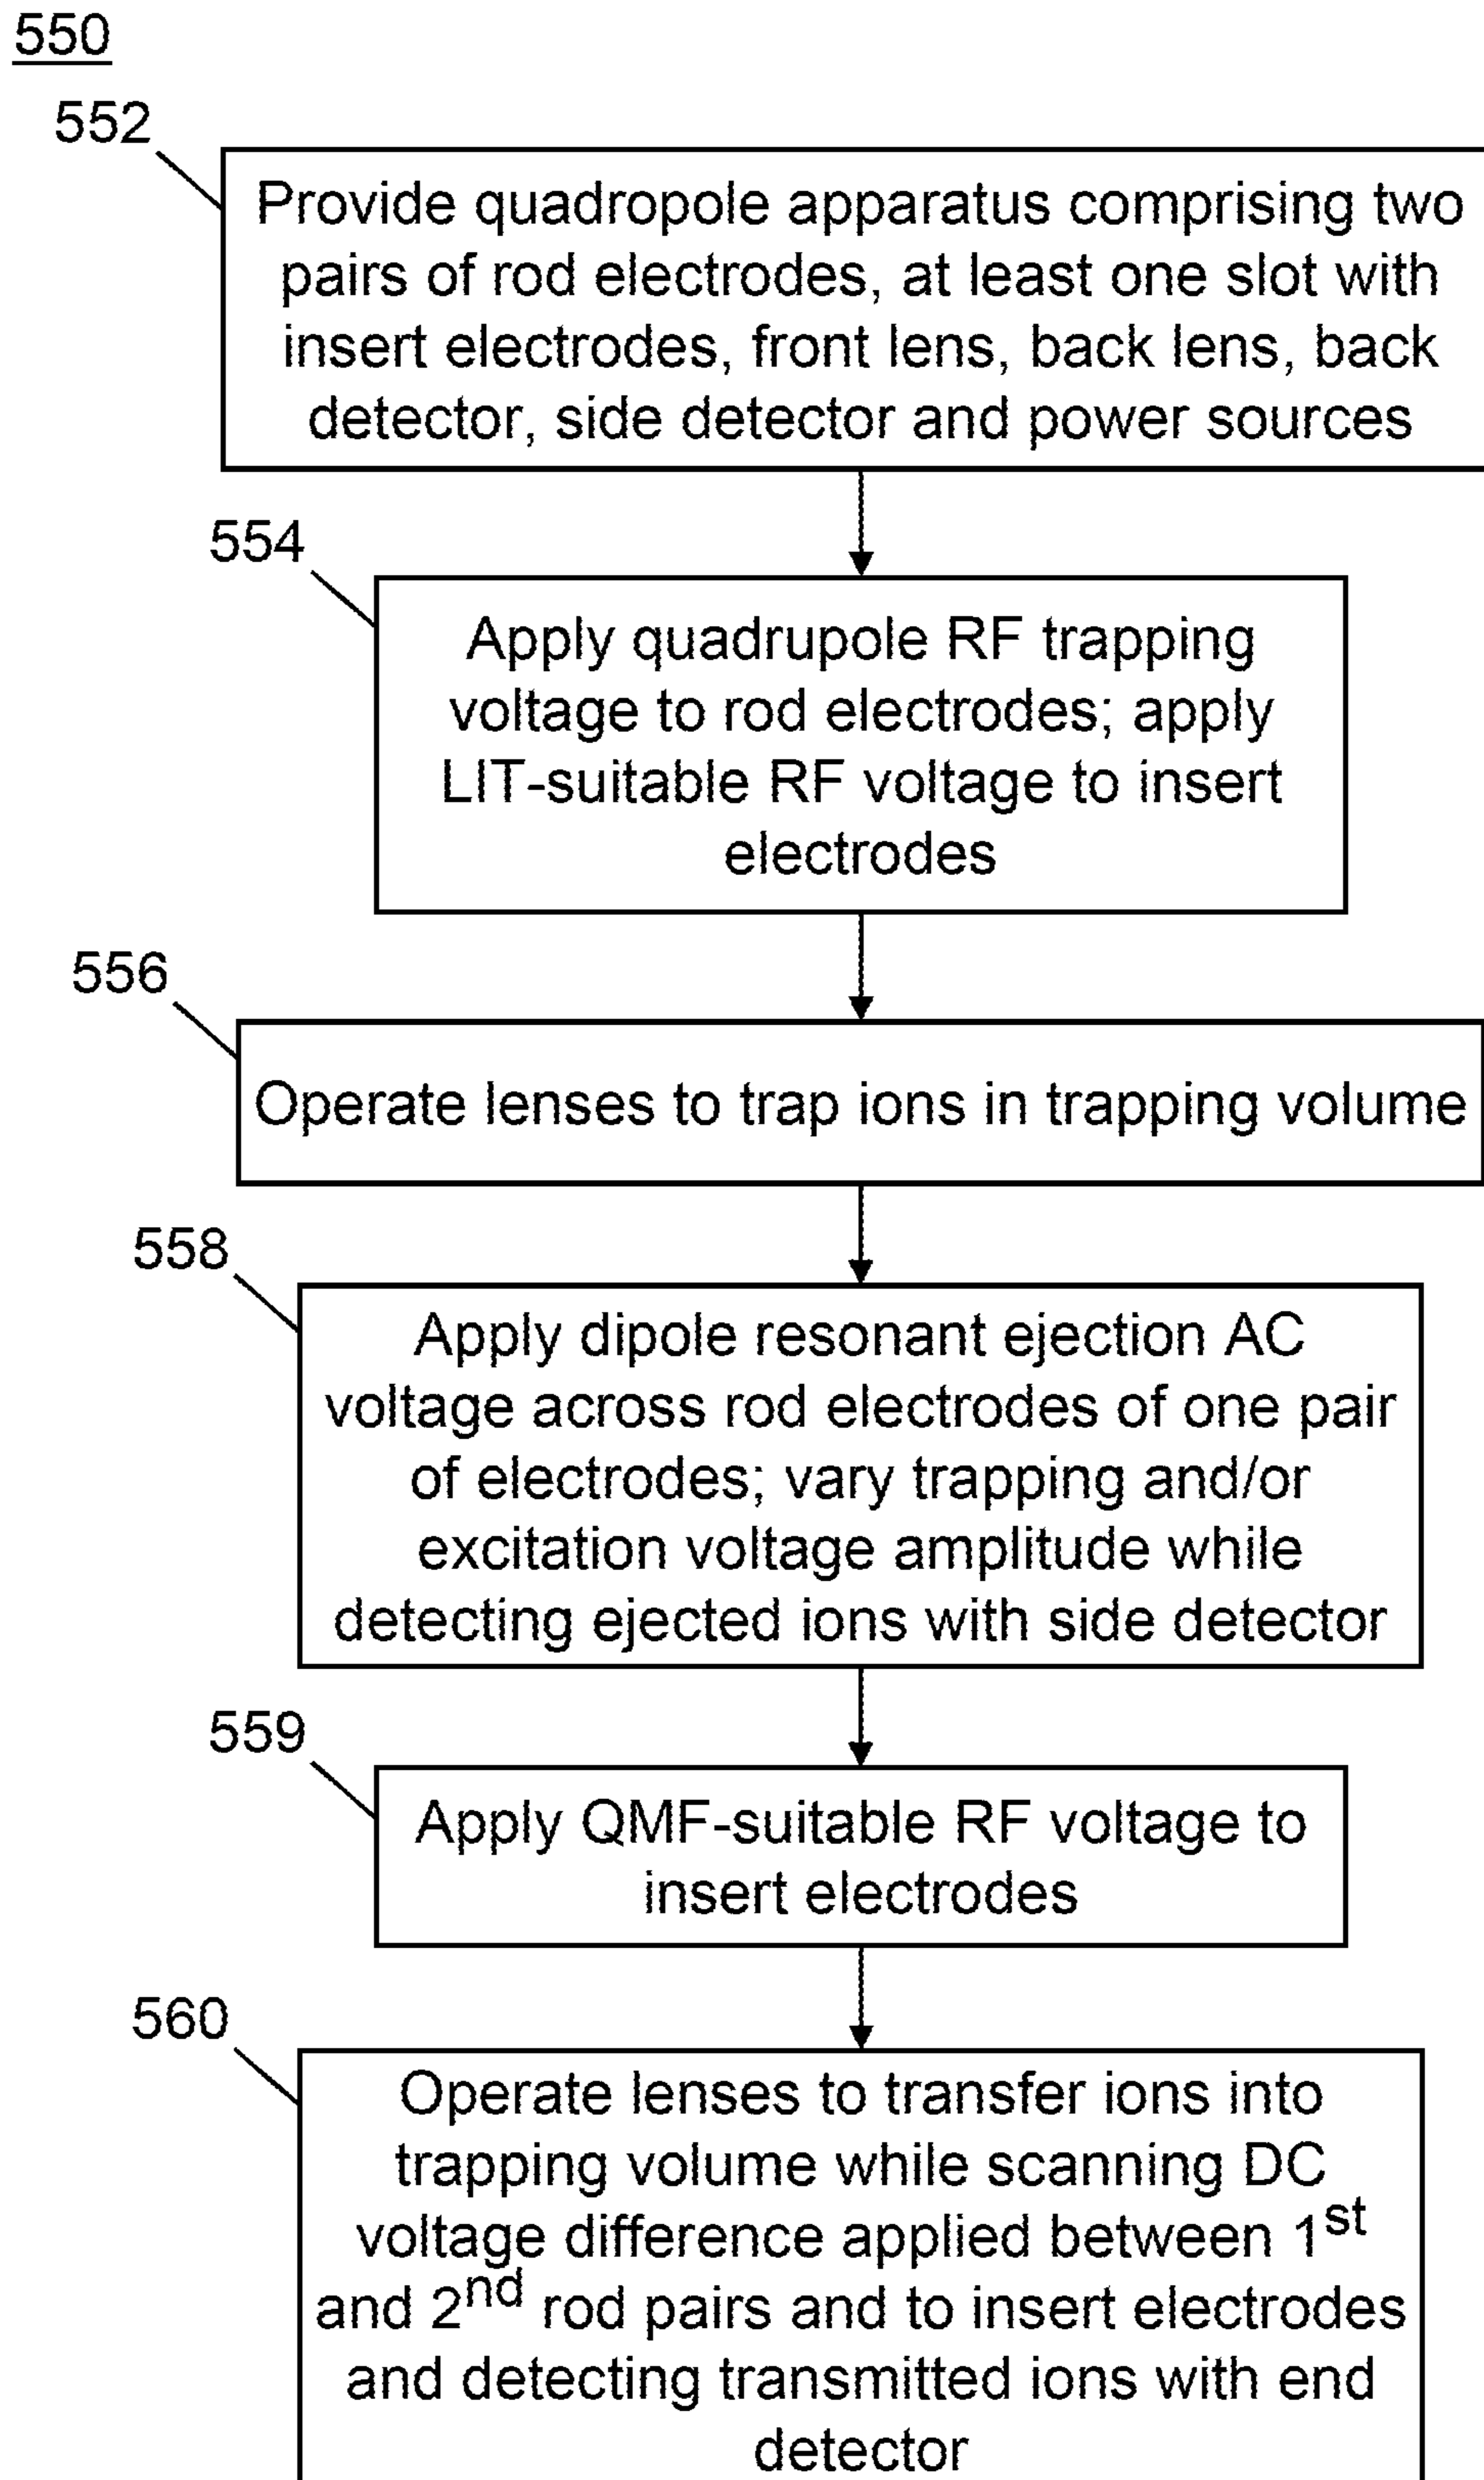 550
552
Provide quadropole apparatus comprising two
pairs of rod electrodes, at least one slot with
insert electrodes, front lens, back lens, back
detector, side detector and power sources
554
Apply quadrupole RF trapping
voltage to rod electrodes; apply
LIT-suitable RF voltage to insert
electrodes
556
Operate lenses to trap ions in trapping volume
558
Apply dipole resonant ejection AC
voltage across rod electrodes of one pair
of electrodes; vary trapping and/or
excitation voltage amplitude while
detecting ejected ions with side detector
559
Apply QMF-suitable RF voltage to
insert electrodes
560
Operate lenses to transfer ions into
trapping volume while scanning DC
voltage difference applied between 1st
and 2nd rod pairs and to insert electrodes
and detecting transmitted ions with end
detector